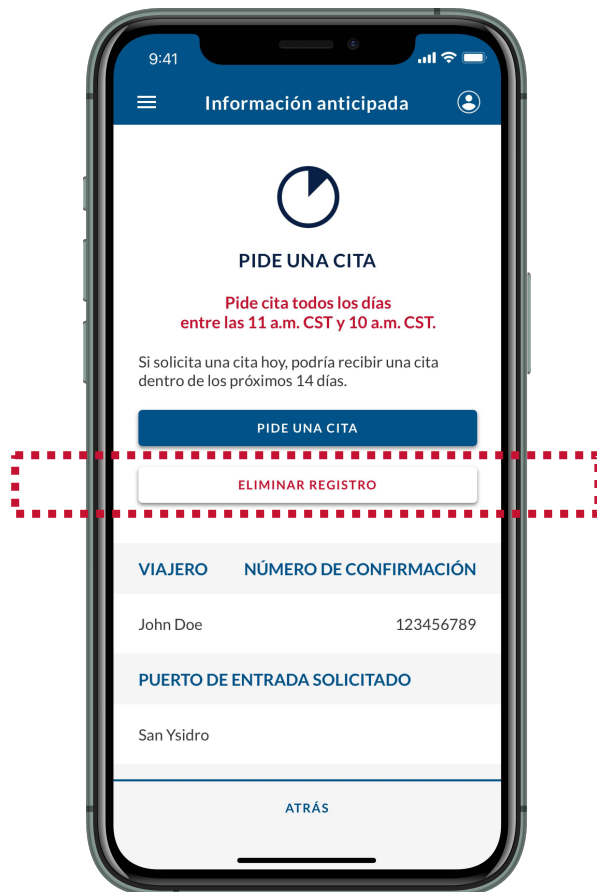 9:41
Información anticipada
PIDE UNA CITA
Pide cita todos los días
entre las 11 a.m. CST y 10 a.m. CST.
Si solicita una cita hoy, podría recibir una cita
dentro de los próximos 14 días.
PIDE UNA CITA
ELIMINAR REGISTRO
VIAJERO NÚMERO DE CONFIRMACIÓN
John Doe 123456789
PUERTO DE ENTRADA SOLICITADO
San Ysidro
ATRÁS